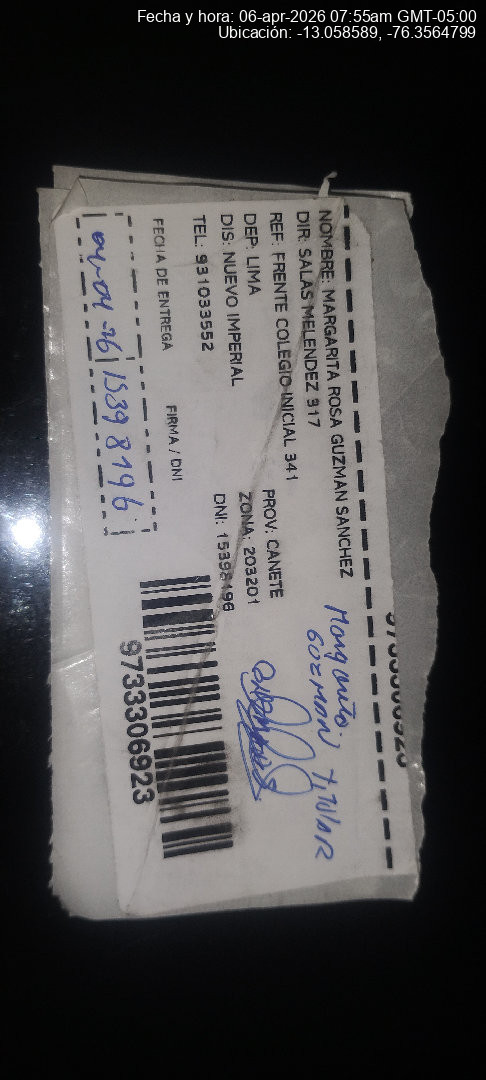 Fecha y hora: 06-apr-2026 07:55am GMT-05:00
Ubicación: -13.058589, -76.3564799
NOMBRE: MARGARITA ROSA GUZMAN SANCHEZ
DIR: SALAS MELENDEZ 317
REF: FRENTE COLEGIO INICIAL 341
DEP: LIMA PROV: CANETE
DIS: NUEVO IMPERIAL ZONA: 203201
TEL: 931033552 DNI: 15398196
FECHA DE ENTREGA FIRMA / DNI
04-04-26 15398196
Margarita
GUZMAN TITULAR
9733306923